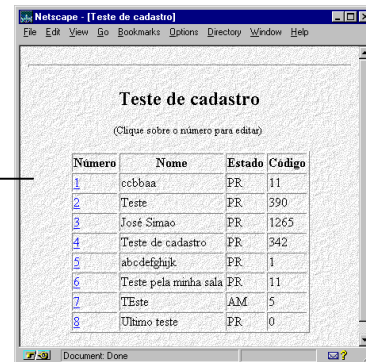 Netscape - [Teste de cadastro]
File Edit View Go Bookmarks Options Directory Window Help
Teste de cadastro
(Clique sobre o número para editar)
Número Nome Estado Código
1 ccbbaa PR 11
2 Teste PR 390
3 José Simao PR 1265
4 Teste de cadastro PR 342
5 abcdefghijk PR 1
6 Teste pela minha sala PR 11
7 TEste AM 5
8 Ultimo teste PR 0
Document: Done